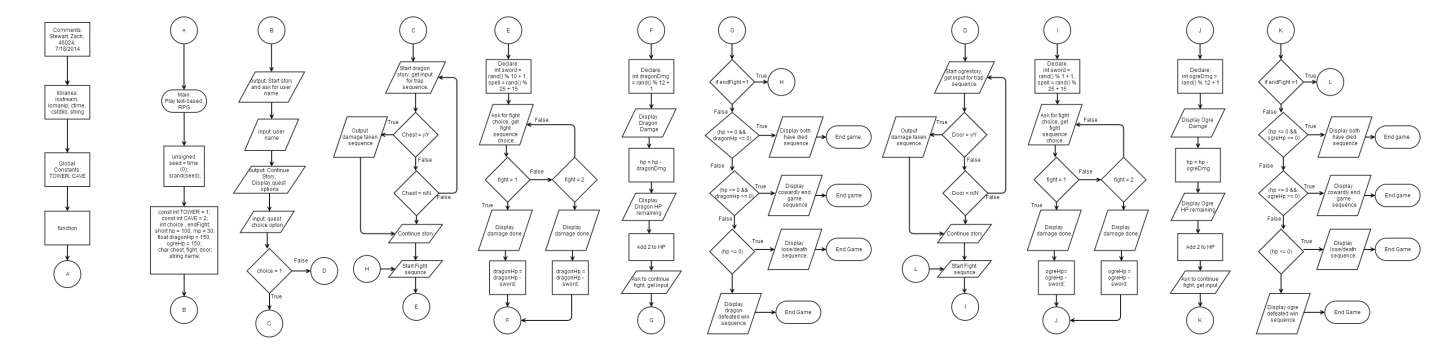 Comments:
Stewart, Zach,
46024,
7/18/2014
libraries:
iostream,
iomanip, ctime,
cstdlib, string
Global
Constants:
TOWER, CAVE
function
A
A
Main:
Play text-based
RPG
unsigned
seed = time
(0);
srand(seed);
const int TOWER = 1;
const int CAVE = 2;
int choice , endFight;
short hp = 100, mp = 30;
float dragonHp = 150,
ogreHp = 150;
char chest, fight, door;
string name;
B
B
output: Start story
and ask for user
name.
input: user
name
output: Continue
Story,
Display quest
options
input: quest
choice option
choice = 1
False
D
True
C
C
Start dragon
story, get input
for trap
sequence.
Chest = y/Y
True
Output
damage taken
sequence
False
Chest = n/N
False
Continue story
H
Start Fight
sequnce
E
E
Declare:
int sword =
rand() % 10 + 1,
spell = rand() %
25 + 15
Ask for fight
choice, get
fight
sequence
choice.
False
fight = 1
False
fight = 2
True
Display
damage done.
Display
damage done.
dragonHp =
dragonHp -
sword;
dragonHp =
dragonHp -
sword;
F
F
Declare:
int dragonDmg
= rand() % 12 +
1
Display
Dragon
Damge
hp = hp -
dragonDmg
Display
Dragon HP
remaining
Add 2 to HP
Ask to continue
fight, get input
G
G
if endFight =1
True
H
False
(hp <= 0 &&
dragonHp <= 0)
True
Display both
have died
sequence
End game.
False
(hp >= 0 &&
dragonHp >= 0)
True
Display
cowardly end
game
sequence
End game
False
(hp <= 0)
True
Display
lose/death
sequence.
End Game
Display
dragon
defeated win
sequence.
End Game
D
Start ogrestory,
get input for trap
sequence.
Door = y/Y
True
Output
damage taken
sequence.
False
Door = n/N
False
Continue story
L
Start Fight
sequnce
I
I
Declare:
int sword =
rand() % 1 + 1,
spell = rand() %
25 + 15
Ask for fight
choice, get
fight
sequence
choice.
False
fight = 1
False
fight = 2
True
Display
damage done.
Display
damage done.
ogreHp=
ogreHp -
sword;
ogreHp =
ogreHp -
sword;
J
J
Declare:
int ogreDmg =
rand() % 12 + 1
Display Ogre
Damge
hp = hp -
ogreDmg
Display Ogre
HP remaining
Add 2 to HP
Ask to continue
fight, get input
K
K
if endFight =1
True
L
False
(hp <= 0 &&
ogreHp <= 0)
True
Display both
have died
sequence
End game.
False
(hp >= 0 &&
ogreHp >= 0)
True
Display
cowardly end
game
sequence
End game
False
(hp <= 0)
True
Display
lose/death
sequence.
End Game
Display ogre
defeated win
sequence.
End Game